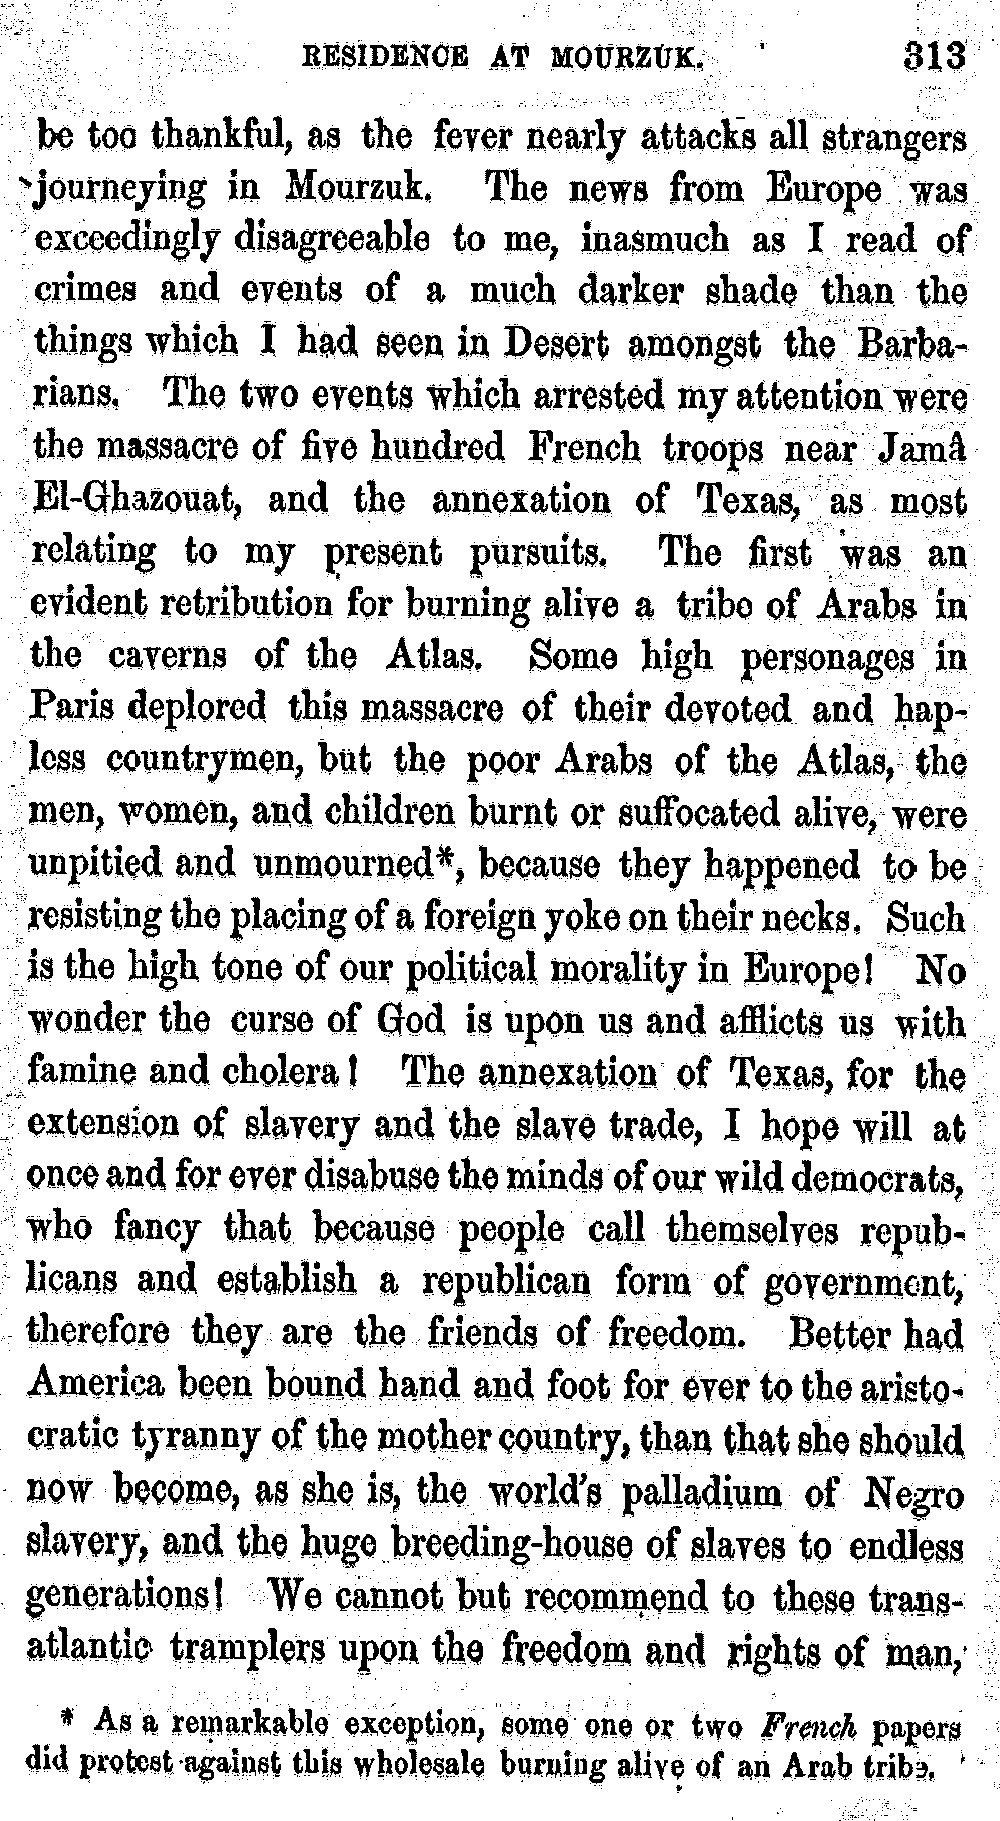 RESIDENCE AT MOURZUK. 313
be too thankful, as the fever nearly attacks all strangers
journeying in Mourzuk. The news from Europe was
exceedingly disagreeable to me, inasmuch as I read of
crimes and events of a much darker shade than the
things which I had seen in Desert amongst the Barba-
rians. The two events which arrested my attention were
the massacre of five hundred French troops near Jamâ
El-Ghazouat, and the annexation of Texas, as most
relating to my present pursuits. The first was an
evident retribution for burning alive a tribe of Arabs in
the caverns of the Atlas. Some high personages in
Paris deplored this massacre of their devoted and hap-
less countrymen, but the poor Arabs of the Atlas, the
men, women, and children burnt or suffocated alive, were
unpitied and unmourned*, because they happened to be
resisting the placing of a foreign yoke on their necks. Such
is the high tone of our political morality in Europe! No
wonder the curse of God is upon us and afflicts us with
famine and cholera! The annexation of Texas, for the
extension of slavery and the slave trade, I hope will at
once and for ever disabuse the minds of our wild democrats,
who fancy that because people call themselves repub-
licans and establish a republican form of government,
therefore they are the friends of freedom. Better had
America been bound hand and foot for ever to the aristo-
cratic tyranny of the mother country, than that she should
now become, as she is, the world's palladium of Negro
slavery, and the huge breeding-house of slaves to endless
generations! We cannot but recommend to these trans-
atlantic tramplers upon the freedom and rights of man,
* As a remarkable exception, some one or two French papers
did protest against this wholesale burning alive of an Arab tribe.